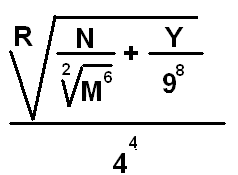 R√(N/²√M⁶ + Y/9⁸)
4⁴